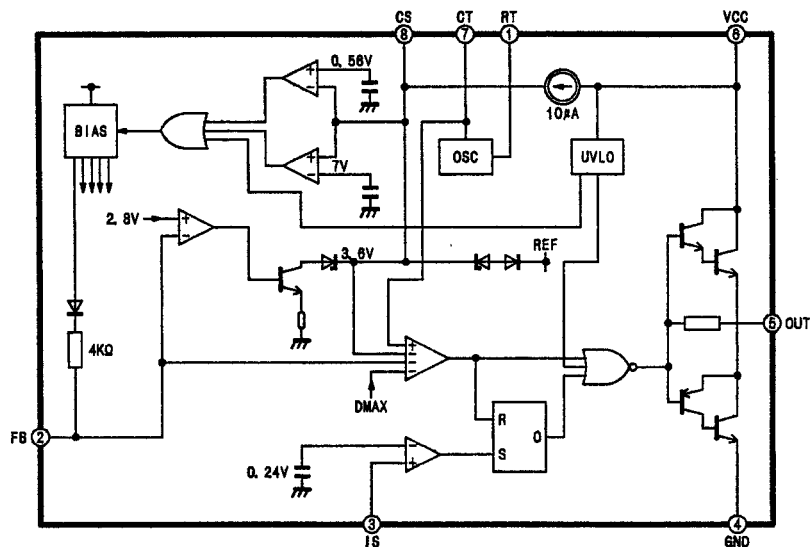 CS CT RT VCC
8 7 1 6
0. 56V
10μA
BIAS
OSC
UVLO
7V
2. 8V
3. 6V
REF
5 OUT
4KΩ
DMAX
R
FB 2
O
S
0. 24V
3 4
IS GND